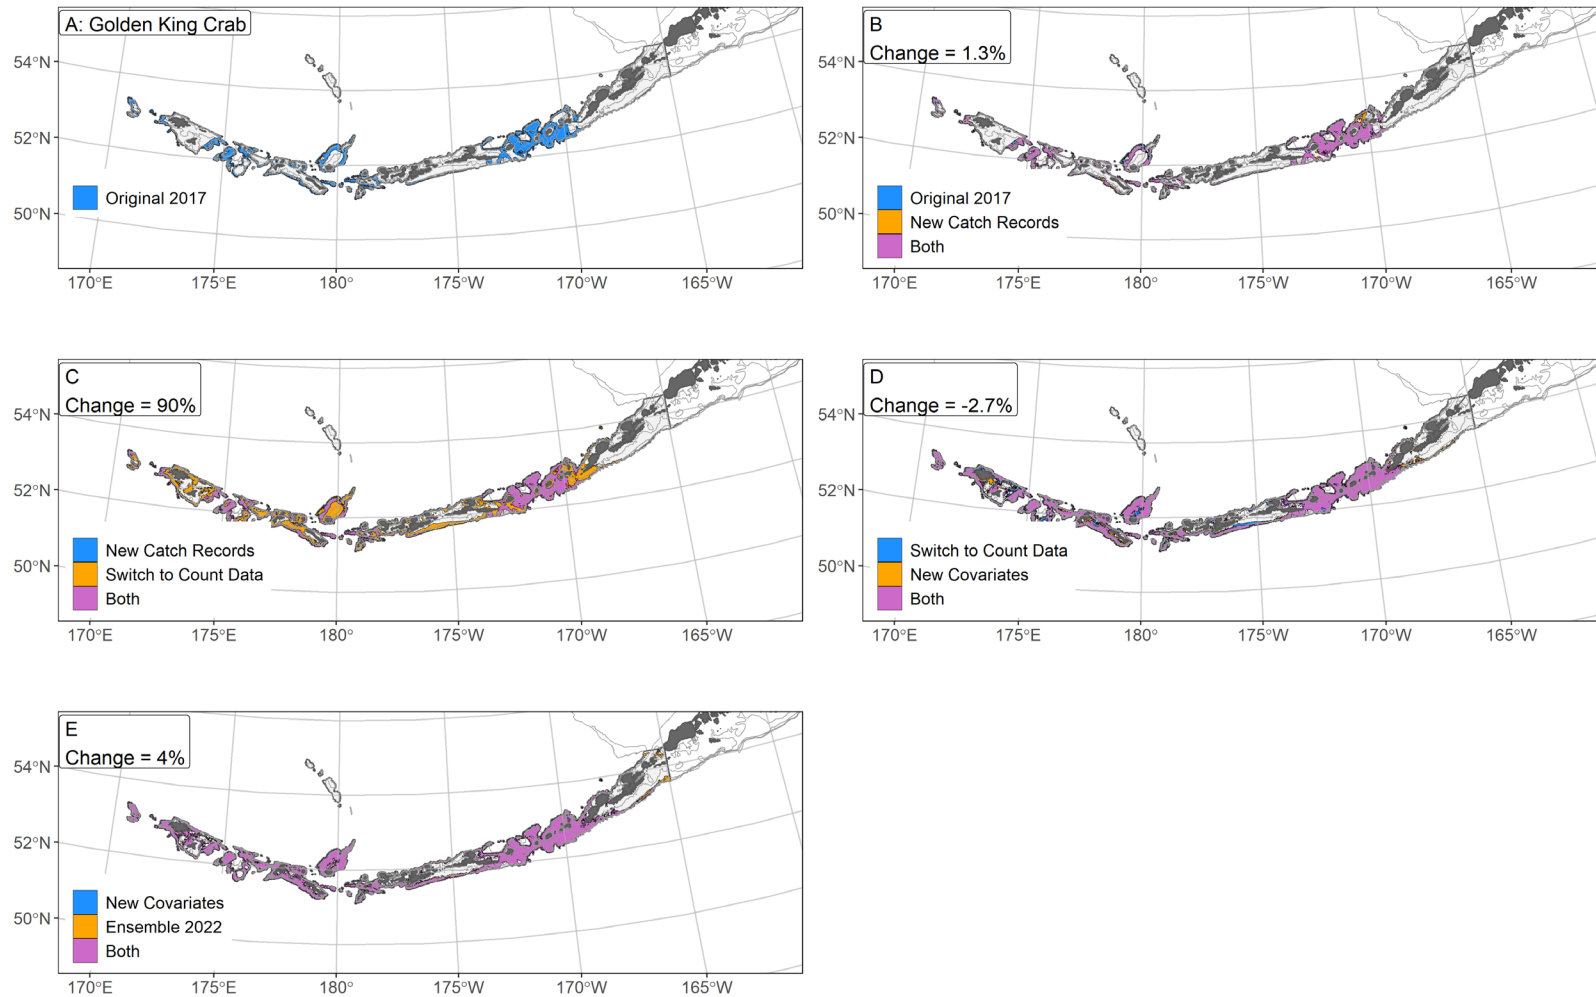 A: Golden King Crab
54°N
52°N
50°N
Original 2017
170°E
175°E
180°
175°W
170°W
165°W
B
Change = 1.3%
54°N
52°N
50°N
Original 2017
New Catch Records
Both
170°E
175°E
180°
175°W
170°W
165°W
C
Change = 90%
54°N
52°N
50°N
New Catch Records
Switch to Count Data
Both
170°E
175°E
180°
175°W
170°W
165°W
D
Change = -2.7%
54°N
52°N
50°N
Switch to Count Data
New Covariates
Both
170°E
175°E
180°
175°W
170°W
165°W
E
Change = 4%
54°N
52°N
50°N
New Covariates
Ensemble 2022
Both
170°E
175°E
180°
175°W
170°W
165°W